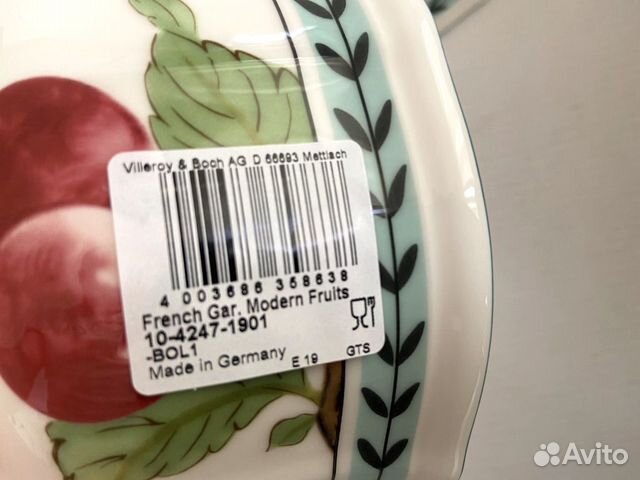 Villeroy & Boch AG D 66693 Mettlach
4 003686 358638
French Gar. Modern Fruits
10-4247-1901
-BOL1
Made in Germany E 19 GTS
Avito